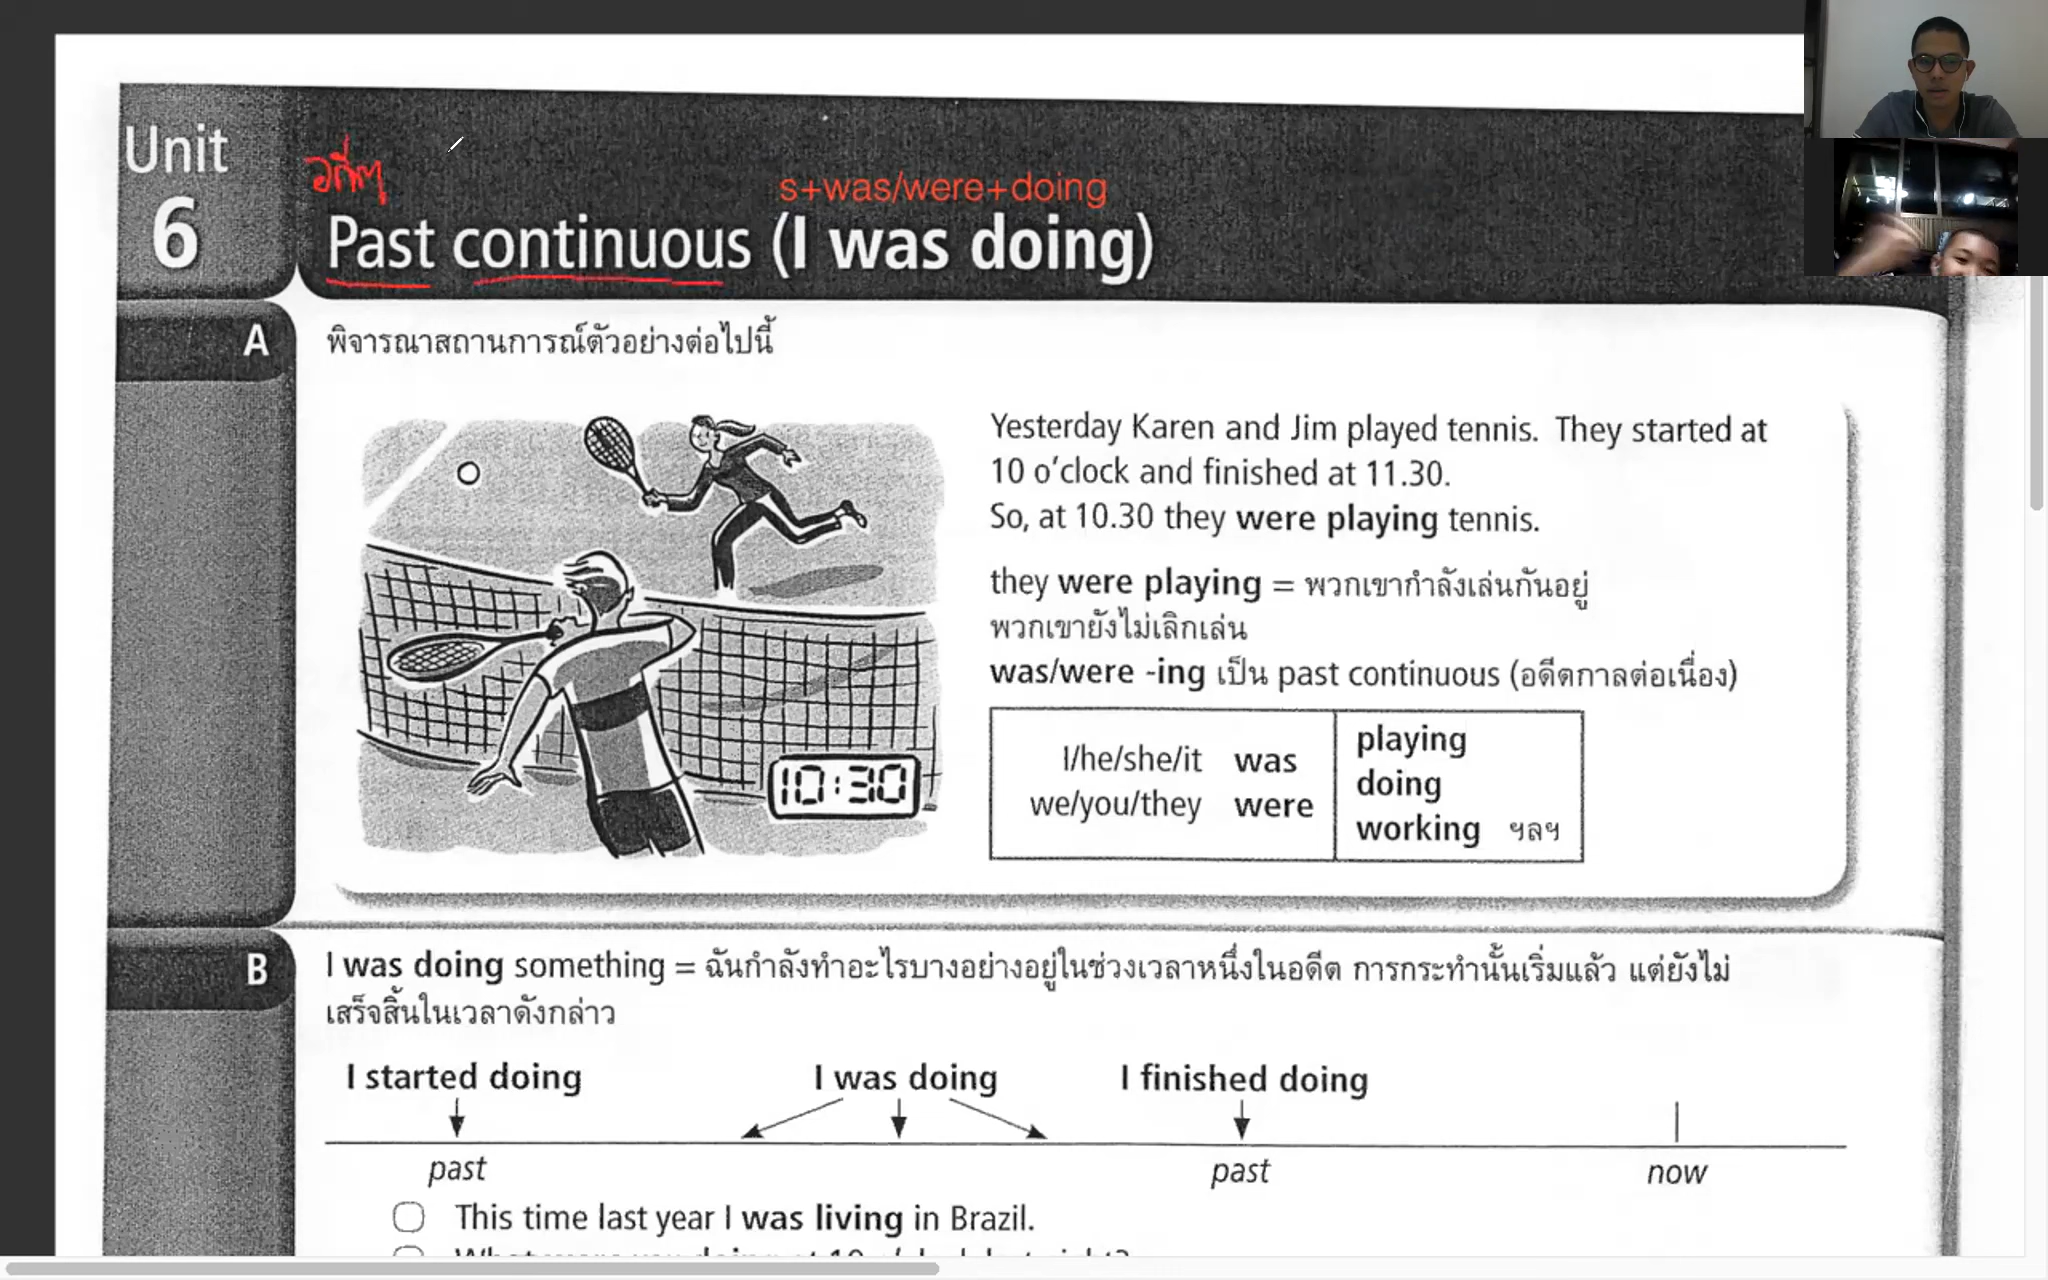 Unit
6
อดีต
s+was/were+doing
Past continuous (I was doing)
A
พิจารณาสถานการณ์ตัวอย่างต่อไปนี้
Yesterday Karen and Jim played tennis. They started at
10 o'clock and finished at 11.30.
So, at 10.30 they were playing tennis.
they were playing = พวกเขากำลังเล่นกันอยู่
พวกเขายังไม่เลิกเล่น
was/were -ing เป็น past continuous (อดีตกาลต่อเนื่อง)
I/he/she/it was
we/you/they were
playing
doing
working ฯลฯ
10:30
B
I was doing something = ฉันกำลังทำอะไรบางอย่างอยู่ในช่วงเวลาหนึ่งในอดีต การกระทำนั้นเริ่มแล้ว แต่ยังไม่
เสร็จสิ้นในเวลาดังกล่าว
I started doing I was doing I finished doing
past past now
This time last year I was living in Brazil.
What were you doing at 10 o'clock last night?